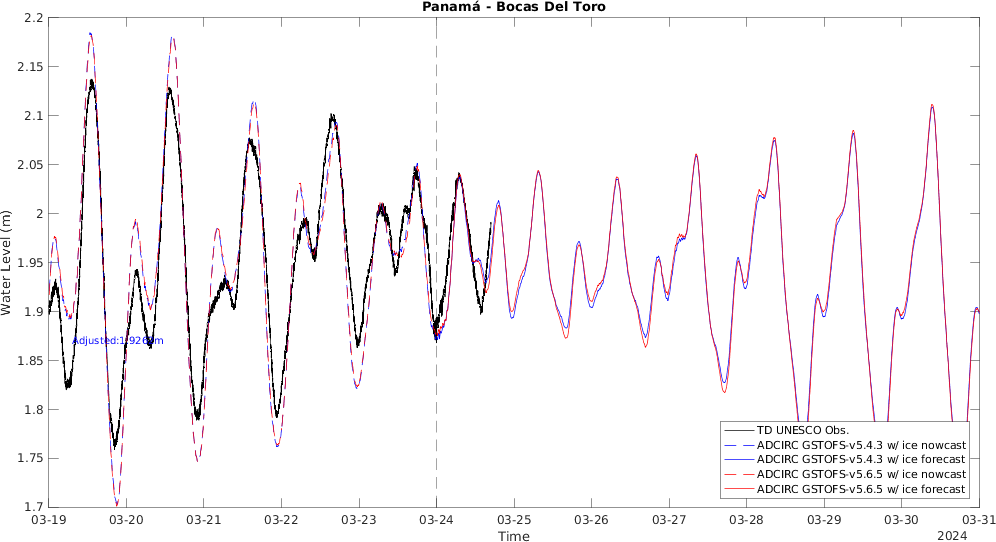 Panamá - Bocas Del Toro
2.2
2.15
2.1
2.05
2
1.95
1.9
1.85
1.8
1.75
1.7
Water Level (m)
Adjusted:1.926 m
TD UNESCO Obs.
ADCIRC GSTOFS-v5.4.3 w/ ice nowcast
ADCIRC GSTOFS-v5.4.3 w/ ice forecast
ADCIRC GSTOFS-v5.6.5 w/ ice nowcast
ADCIRC GSTOFS-v5.6.5 w/ ice forecast
03-19 03-20 03-21 03-22 03-23 03-24 03-25 03-26 03-27 03-28 03-29 03-30 03-31
Time
2024